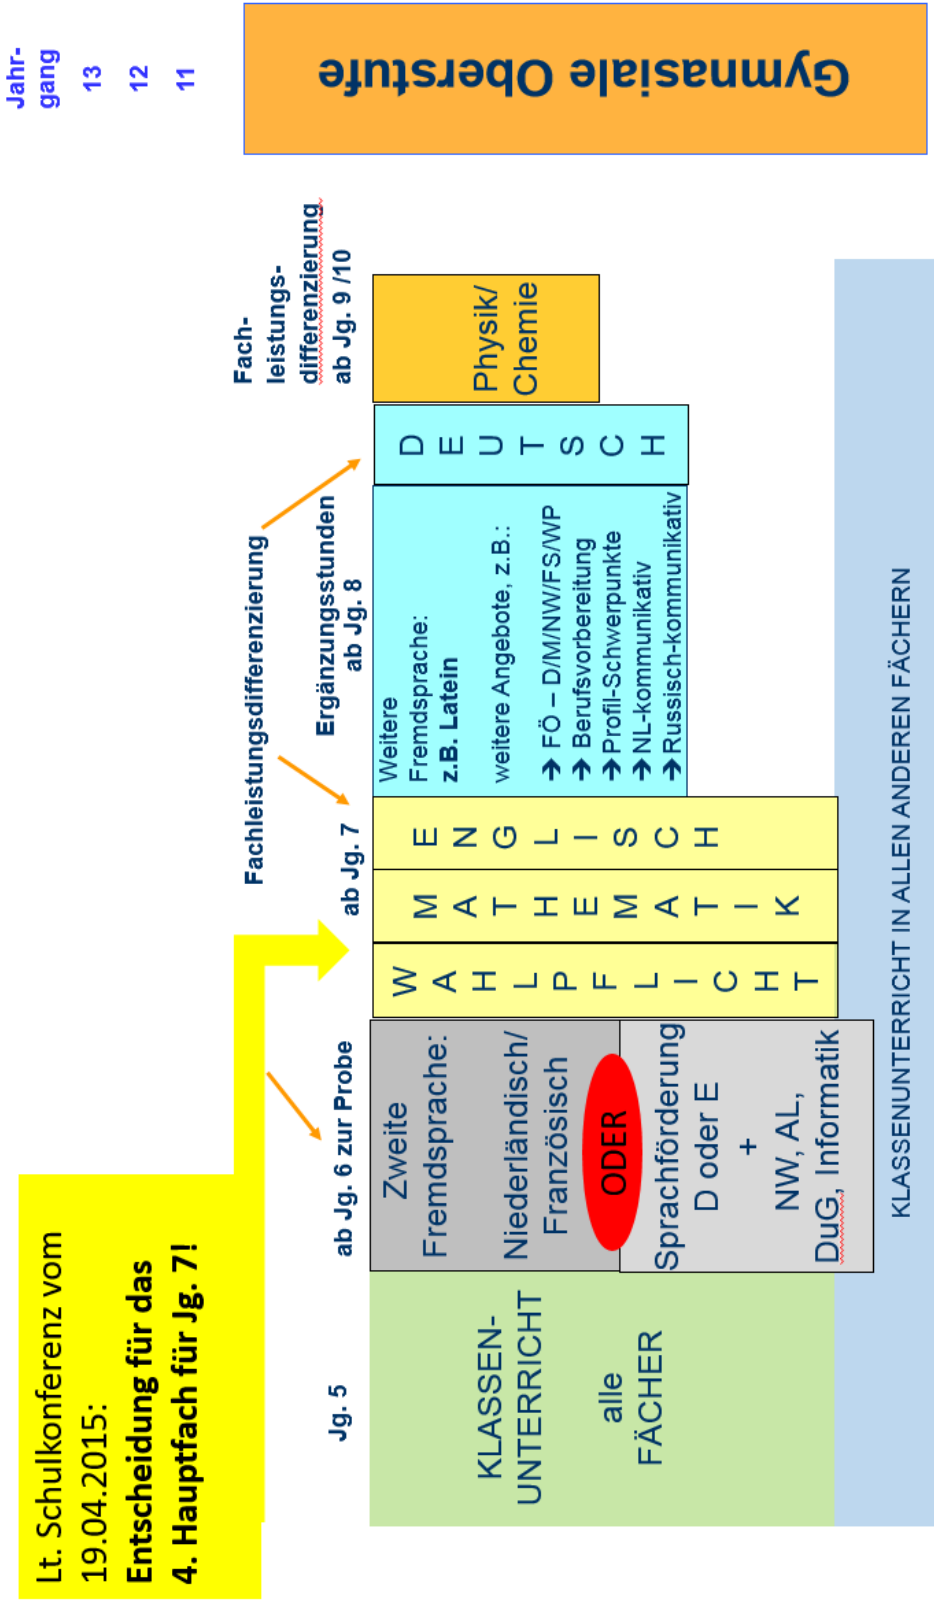 Lt. Schulkonferenz vom
19.04.2015:
Entscheidung für das
4. Hauptfach für Jg. 7!
Jahr-
gang
13
12
11
Gymnasiale Oberstufe
Fachleistungsdifferenzierung
Fach-
leistungs-
differenzierung
ab Jg. 9 /10
Jg. 5
ab Jg. 6 zur Probe
ab Jg. 7
Ergänzungsstunden
ab Jg. 8
KLASSEN-
UNTERRICHT
alle
FÄCHER
Zweite
Fremdsprache:
Niederländisch/
Französisch
ODER
Sprachförderung
D oder E
+
NW, AL,
DuG, Informatik
WAHLPFLICHT
MATHEMATIK
ENGLISCH
Weitere
Fremdsprache:
z.B. Latein
weitere Angebote, z.B.:
→ FÖ – D/M/NW/FS/WP
→ Berufsvorbereitung
→ Profil-Schwerpunkte
→ NL-kommunikativ
→ Russisch-kommunikativ
DEUTSCH
Physik/
Chemie
KLASSENUNTERRICHT IN ALLEN ANDEREN FÄCHERN